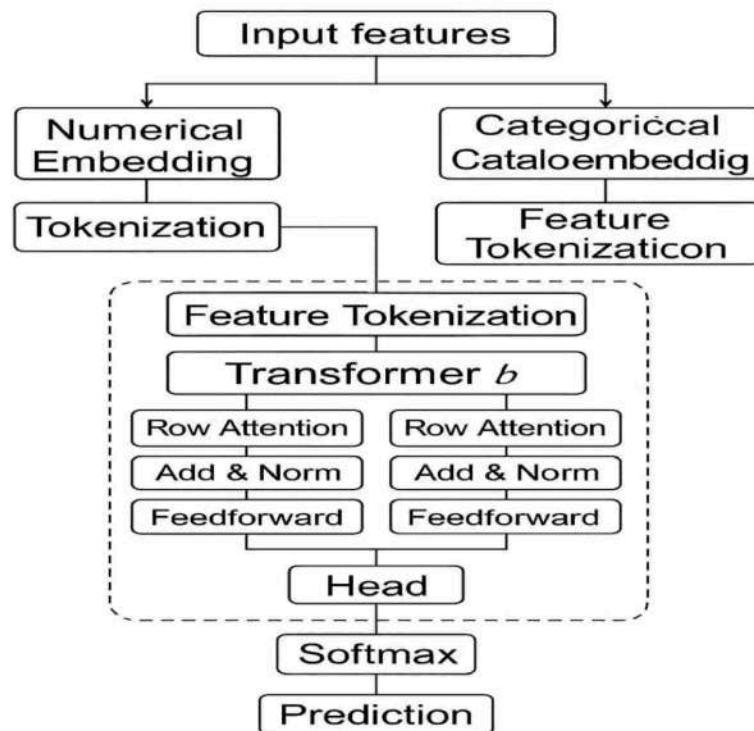 Input features
Numerical
Embedding
Categoriċcal
Cataloembeddig
Tokenization
Feature
Tokenizaticon
Feature Tokenization
Transformer b
Row Attention
Row Attention
Add & Norm
Add & Norm
Feedforward
Feedforward
Head
Softmax
Prediction